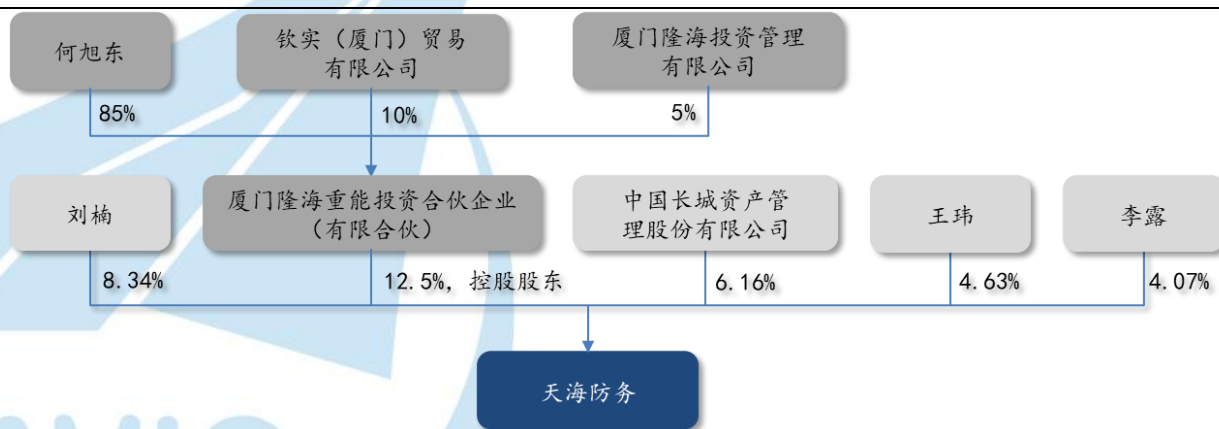 何旭东
钦实（厦门）贸易
有限公司
厦门隆海投资管理
有限公司
85%
10%
5%
刘楠
厦门隆海重能投资合伙企业
（有限合伙）
中国长城资产管
理股份有限公司
王玮
李露
8.34%
12.5%，控股股东
6.16%
4.63%
4.07%
天海防务